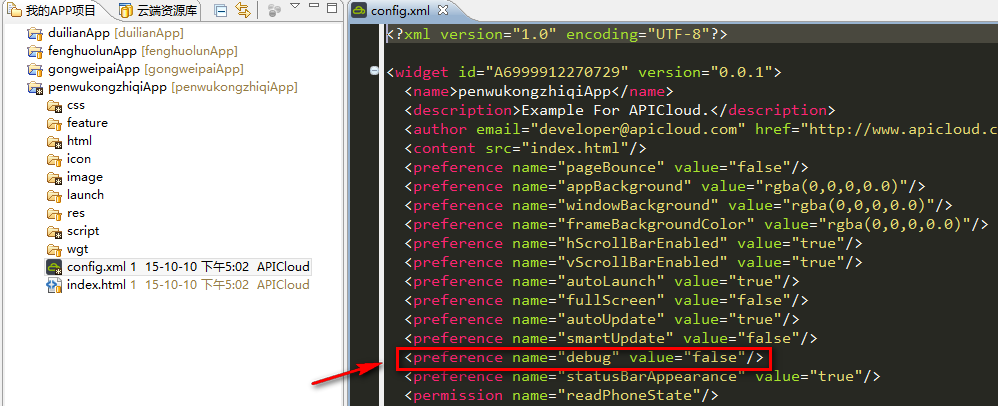 我的APP项目
云端资源库
duilianApp [duilianApp]
fenghuolunApp [fenghuolunApp]
gongweipaiApp [gongweipaiApp]
penwukongzhiqiApp [penwukongzhiqiApp]
css
feature
html
icon
image
launch
res
script
wgt
config.xml 1 15-10-10 下午5:02 APICloud
index.html 1 15-10-10 下午5:02 APICloud
config.xml
<?xml version="1.0" encoding="UTF-8"?>
<widget id="A6999912270729" version="0.0.1">
<name>penwukongzhiqiApp</name>
<description>Example For APICloud.</description>
<author email="developer@apicloud.com" href="http://www.apicloud.c
<content src="index.html"/>
<preference name="pageBounce" value="false"/>
<preference name="appBackground" value="rgba(0,0,0,0.0)"/>
<preference name="windowBackground" value="rgba(0,0,0,0.0)"/>
<preference name="frameBackgroundColor" value="rgba(0,0,0,0.0)"/>
<preference name="hScrollBarEnabled" value="true"/>
<preference name="vScrollBarEnabled" value="true"/>
<preference name="autoLaunch" value="true"/>
<preference name="fullScreen" value="false"/>
<preference name="autoUpdate" value="true"/>
<preference name="smartUpdate" value="false"/>
<preference name="debug" value="false"/>
<preference name="statusBarAppearance" value="true"/>
<permission name="readPhoneState"/>